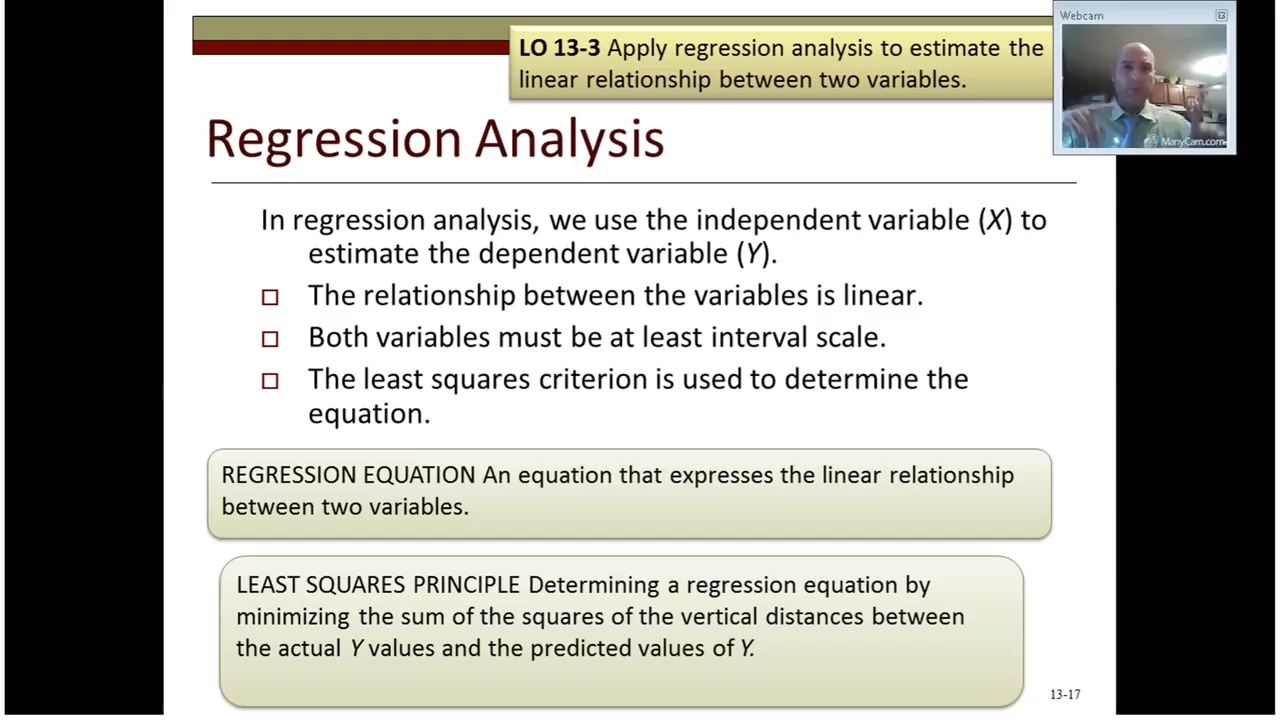 Webcam
LO 13-3 Apply regression analysis to estimate the
linear relationship between two variables.
ManyCam.com
Regression Analysis
In regression analysis, we use the independent variable (X) to
estimate the dependent variable (Y).
The relationship between the variables is linear.
Both variables must be at least interval scale.
The least squares criterion is used to determine the
equation.
REGRESSION EQUATION An equation that expresses the linear relationship
between two variables.
LEAST SQUARES PRINCIPLE Determining a regression equation by
minimizing the sum of the squares of the vertical distances between
the actual Y values and the predicted values of Y.
13-17